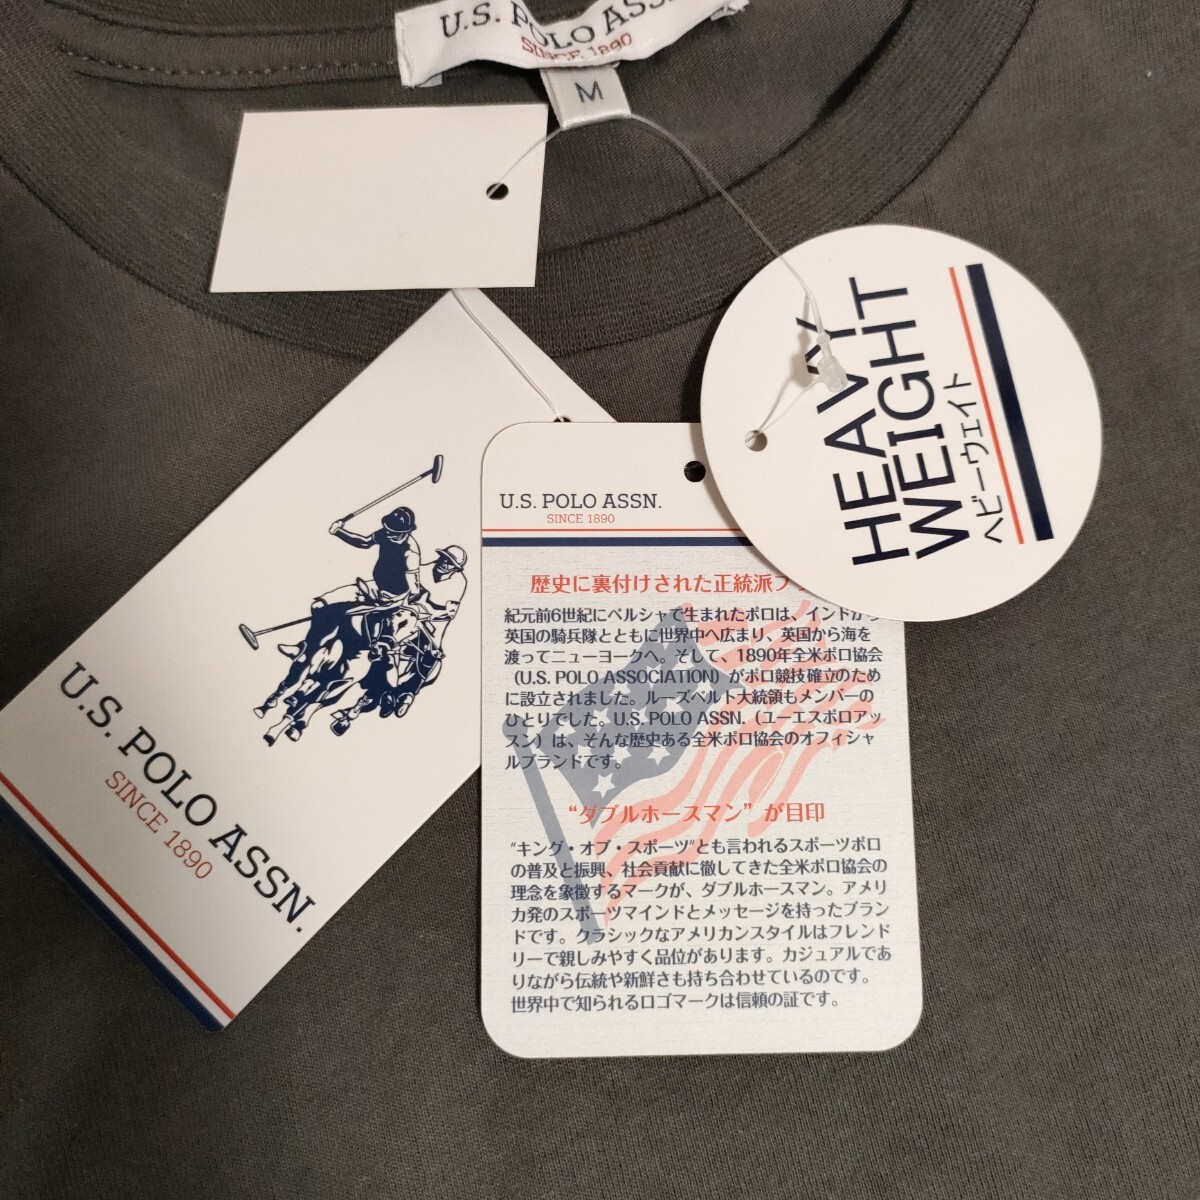 U.S. POLO ASSN.
SINCE 1890
M
HEAVY
WEIGHT
ヘビーウェイト
U.S. POLO ASSN.
SINCE 1890
U.S. POLO ASSN.
SINCE 1890
歴史に裏付けされた正統派ブ
紀元前6世紀にペルシャで生まれたポロは、インドから
英国の騎兵隊とともに世界中へ広まり、英国から海を
渡ってニューヨークへ。そして、1890年全米ポロ協会
（U.S. POLO ASSOCIATION）がポロ競技確立のため
に設立されました。ルーズベルト大統領もメンバーの
ひとりでした。U.S. POLO ASSN.（ユーエスポロアッ
スン）は、そんな歴史ある全米ポロ協会のオフィシャ
ルブランドです。
“ダブルホースマン”が目印
"キング・オブ・スポーツ"とも言われるスポーツポロ
の普及と振興、社会貢献に徹してきた全米ポロ協会の
理念を象徴するマークが、ダブルホースマン。アメリ
カ発のスポーツマインドとメッセージを持ったブラン
ドです。クラシックなアメリカンスタイルはフレンド
リーで親しみやすく品位があります。カジュアルであ
りながら伝統や新鮮さも持ち合わせているのです。
世界中で知られるロゴマークは信頼の証です。